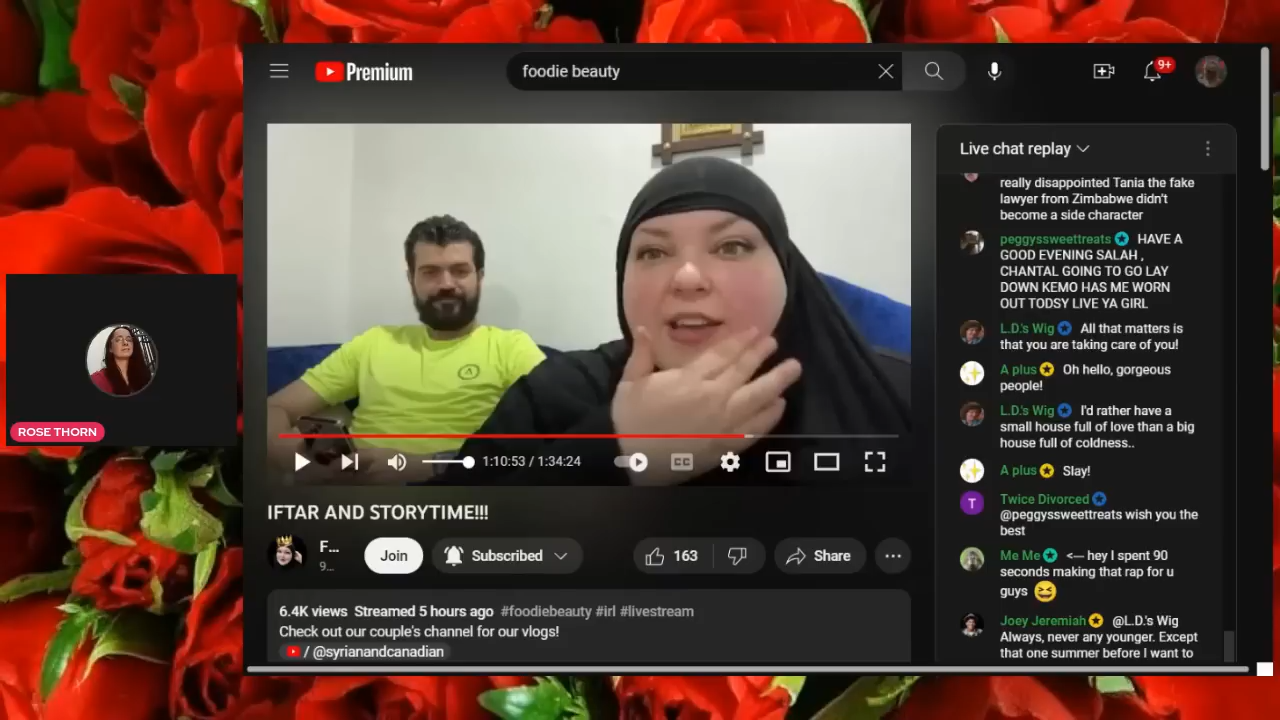 Premium
foodie beauty
9+
Live chat replay
really disappointed Tania the fake
lawyer from Zimbabwe didn't
become a side character
peggyssweettreats HAVE A
GOOD EVENING SALAH ,
CHANTAL GOING TO GO LAY
DOWN KEMO HAS ME WORN
OUT TODSY LIVE YA GIRL
L.D.'s Wig All that matters is
that you are taking care of you!
A plus Oh hello, gorgeous
people!
L.D.'s Wig I'd rather have a
small house full of love than a big
house full of coldness..
A plus Slay!
T Twice Divorced
@peggyssweettreats wish you the
best
Me Me <--- hey I spent 90
seconds making that rap for u
guys
Joey Jeremiah @L.D.'s Wig
Always, never any younger. Except
that one summer before I want to
ROSE THORN
1:10:53 / 1:34:24
CC
IFTAR AND STORYTIME!!!
F...
9...
Join
Subscribed
163
Share
6.4K views Streamed 5 hours ago #foodiebeauty #irl #livestream
Check out our couple's channel for our vlogs!
/ @syrianandcanadian